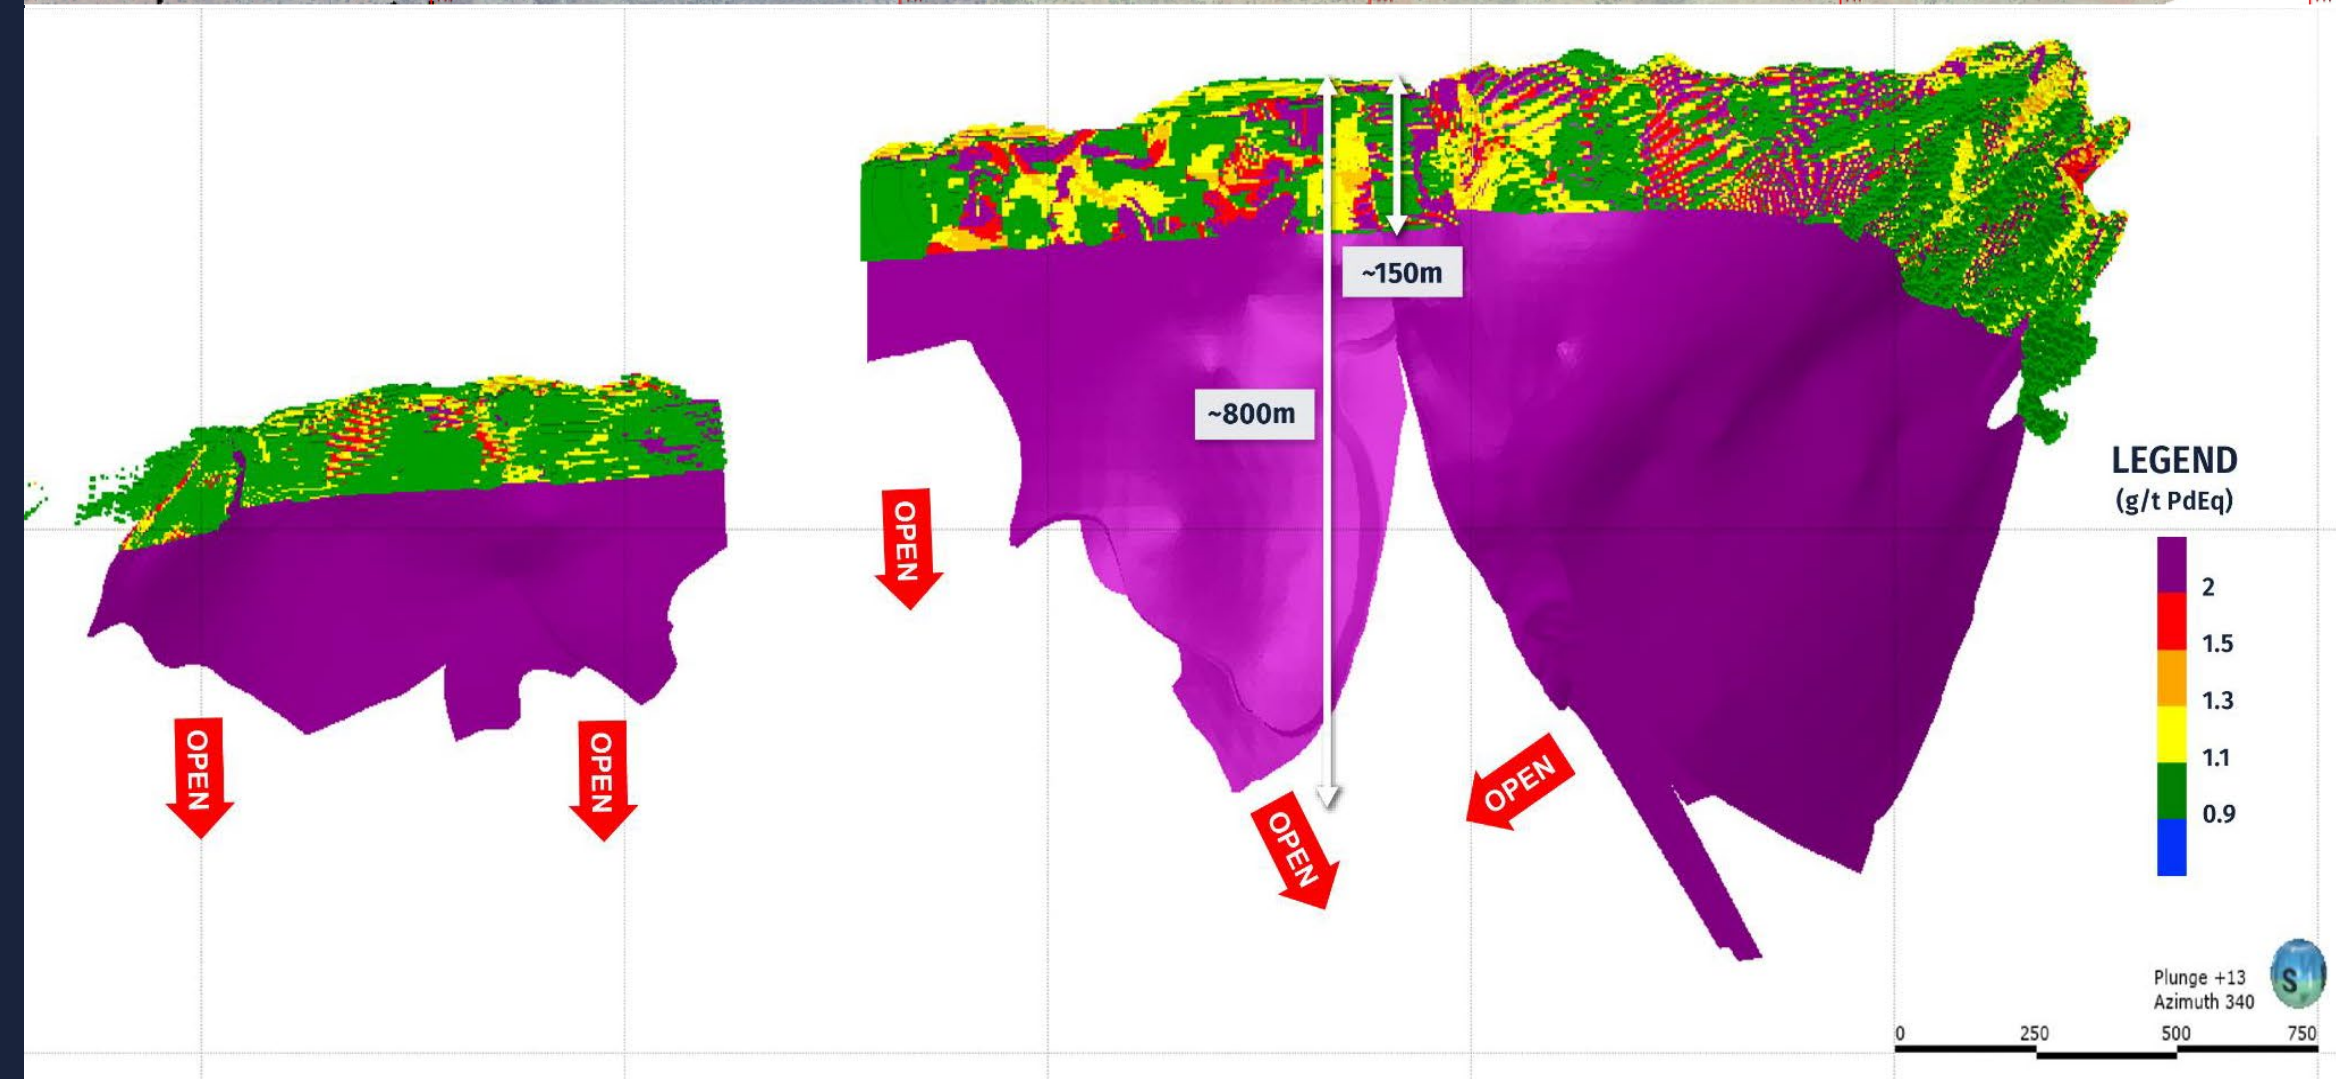 ~150m
~800m
OPEN
OPEN
OPEN
OPEN
OPEN
LEGEND
(g/t PdEq)
2
1.5
1.3
1.1
0.9
Plunge +13
Azimuth 340
S
0 250 500 750